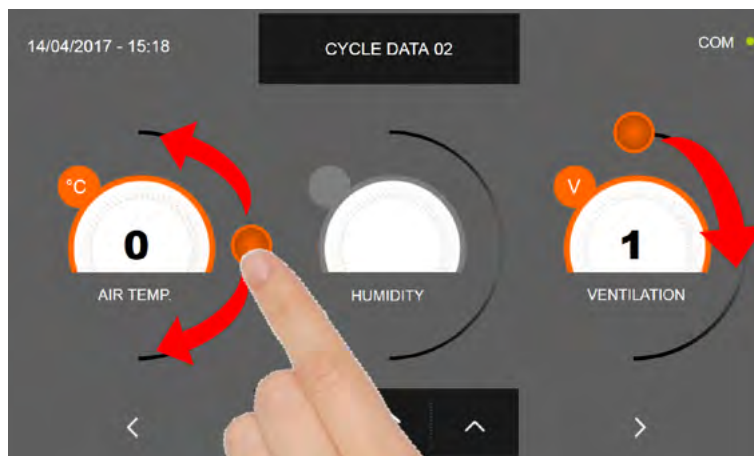 14/04/2017 - 15:18
CYCLE DATA 02
COM
°C
V
0
1
AIR TEMP.
HUMIDITY
VENTILATION